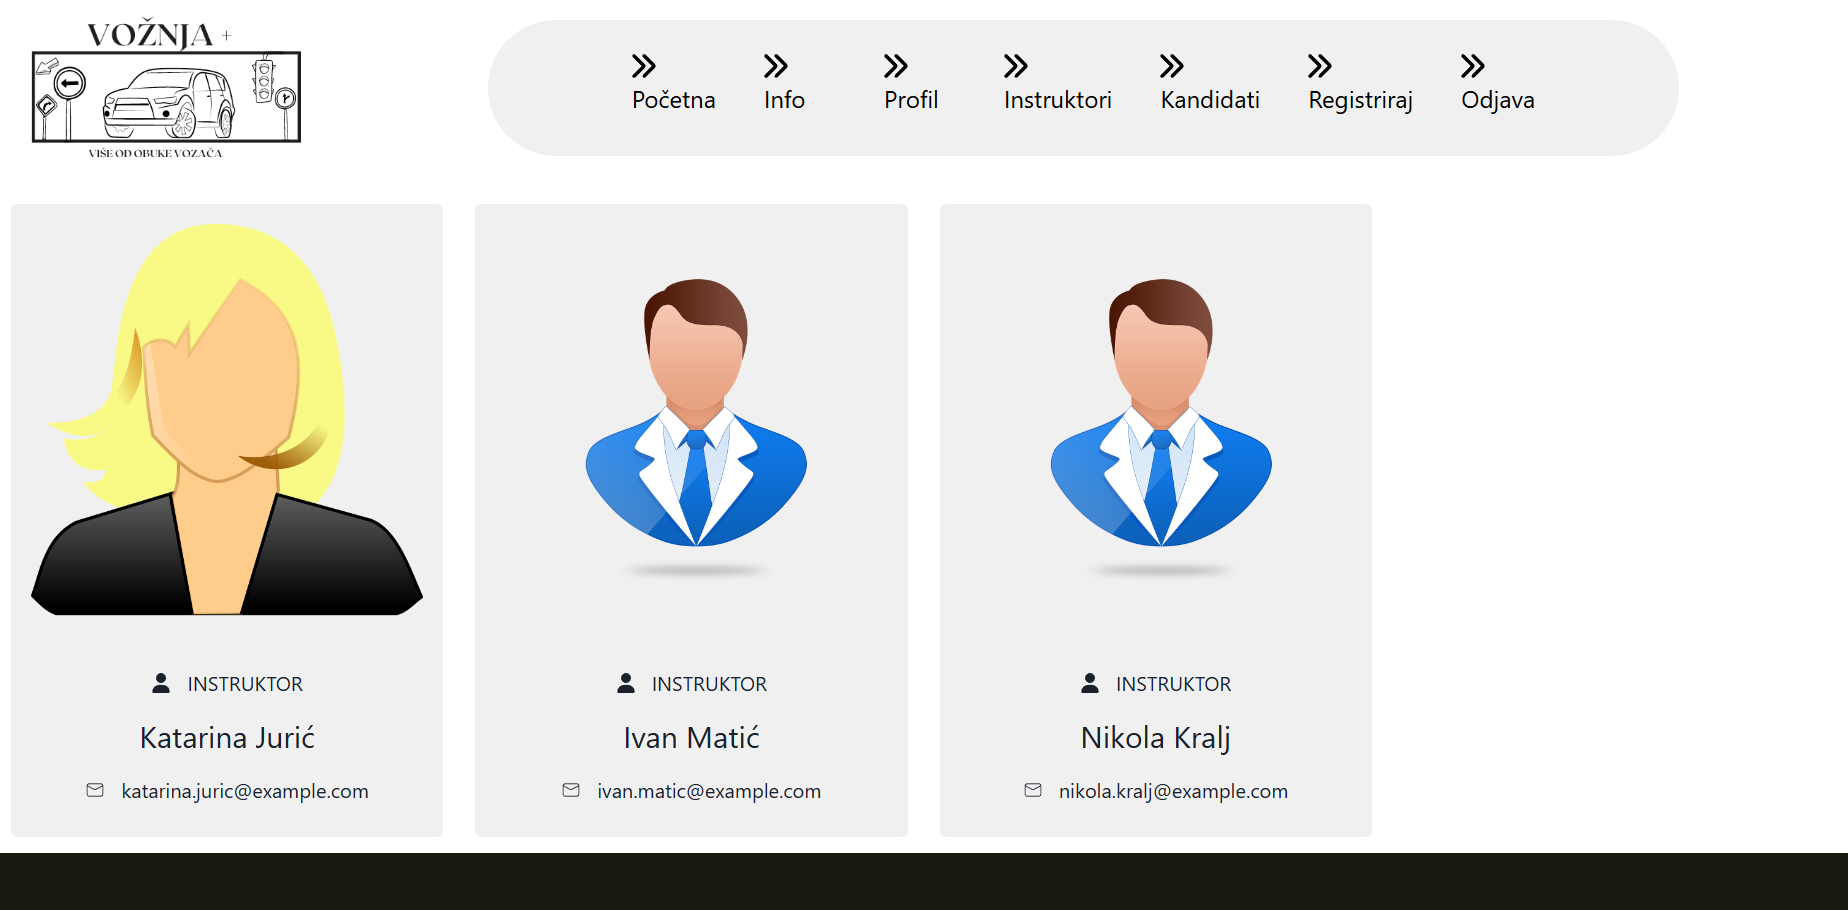 VOŽNJA +
VIŠE OD OBUKE VOZAČA
Početna
Info
Profil
Instruktori
Kandidati
Registriraj
Odjava
INSTRUKTOR
Katarina Jurić
katarina.juric@example.com
INSTRUKTOR
Ivan Matić
ivan.matic@example.com
INSTRUKTOR
Nikola Kralj
nikola.kralj@example.com